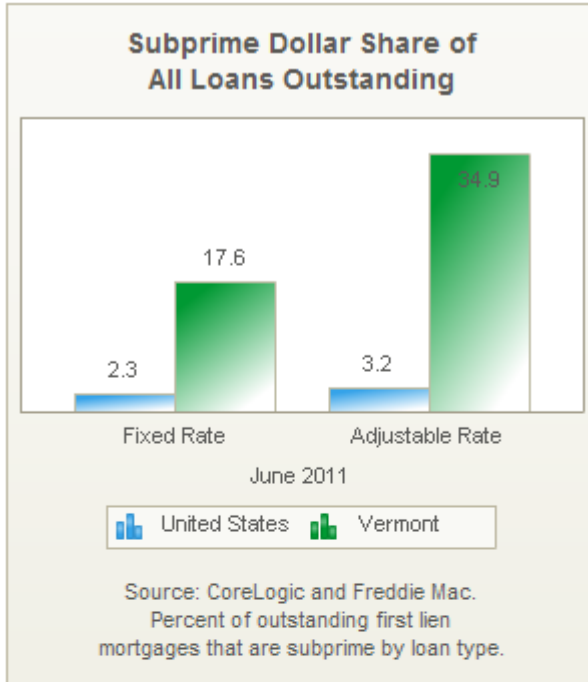 Subprime Dollar Share of
All Loans Outstanding
34.9
17.6
2.3
3.2
Fixed Rate Adjustable Rate
June 2011
United States Vermont
Source: CoreLogic and Freddie Mac.
Percent of outstanding first lien
mortgages that are subprime by loan type.